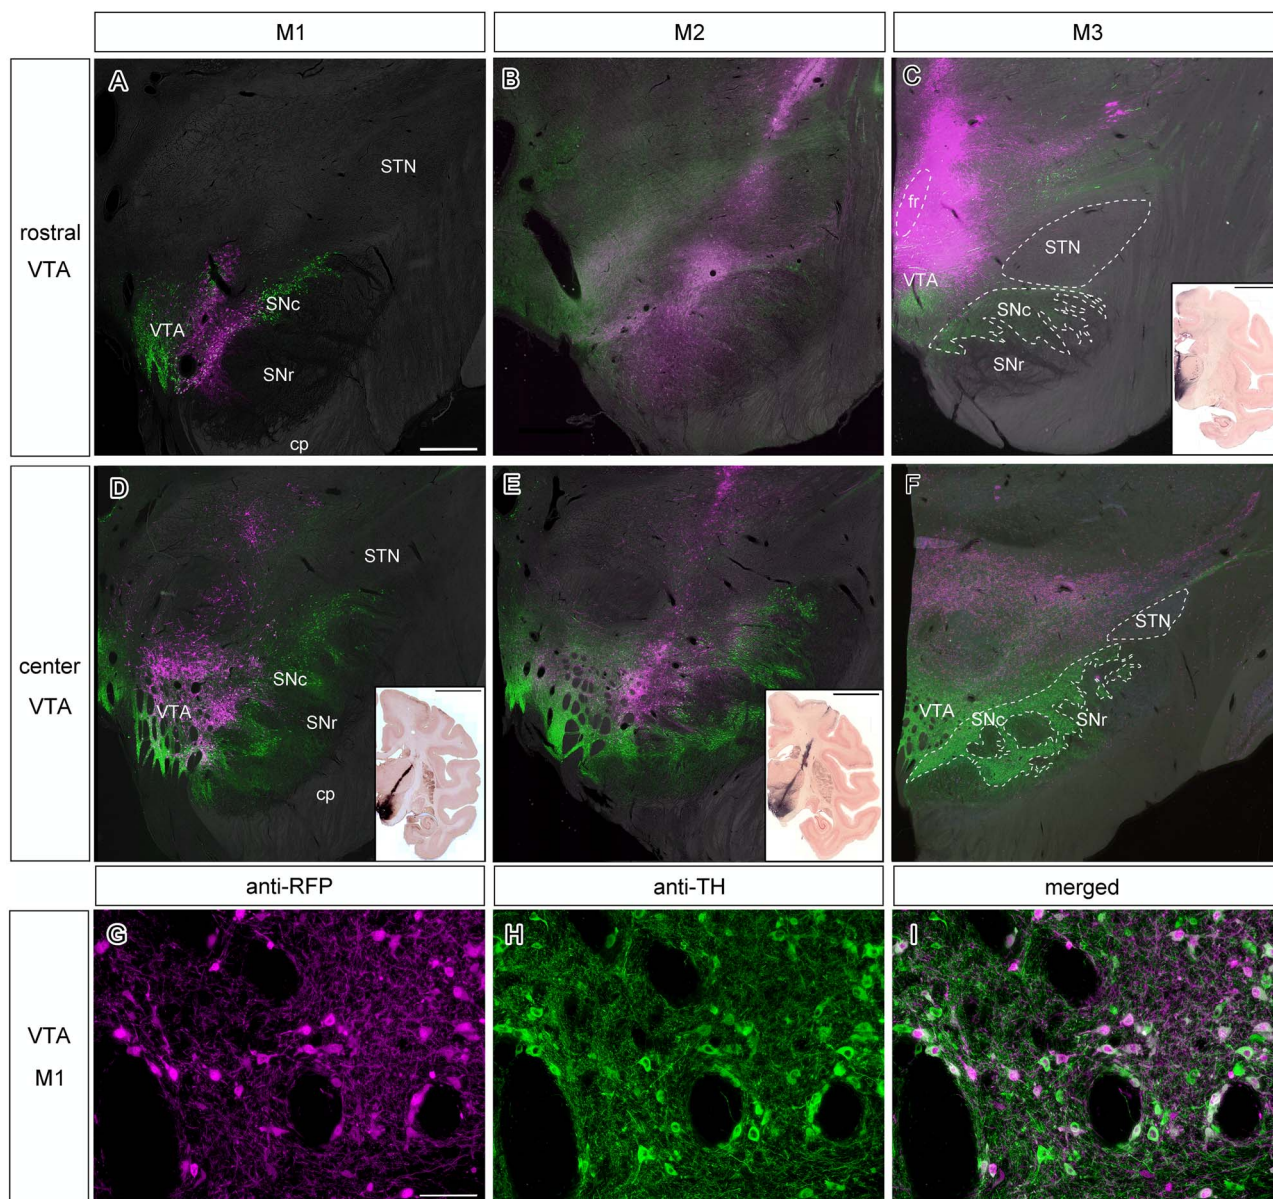 M1
M2
M3
rostral
VTA
A
STN
VTA
SNc
SNr
cp
B
C
fr
STN
VTA
SNc
SNr
center
VTA
D
STN
VTA
SNc
SNr
cp
E
F
STN
VTA
SNc
SNr
anti-RFP
anti-TH
merged
VTA
M1
G
H
I